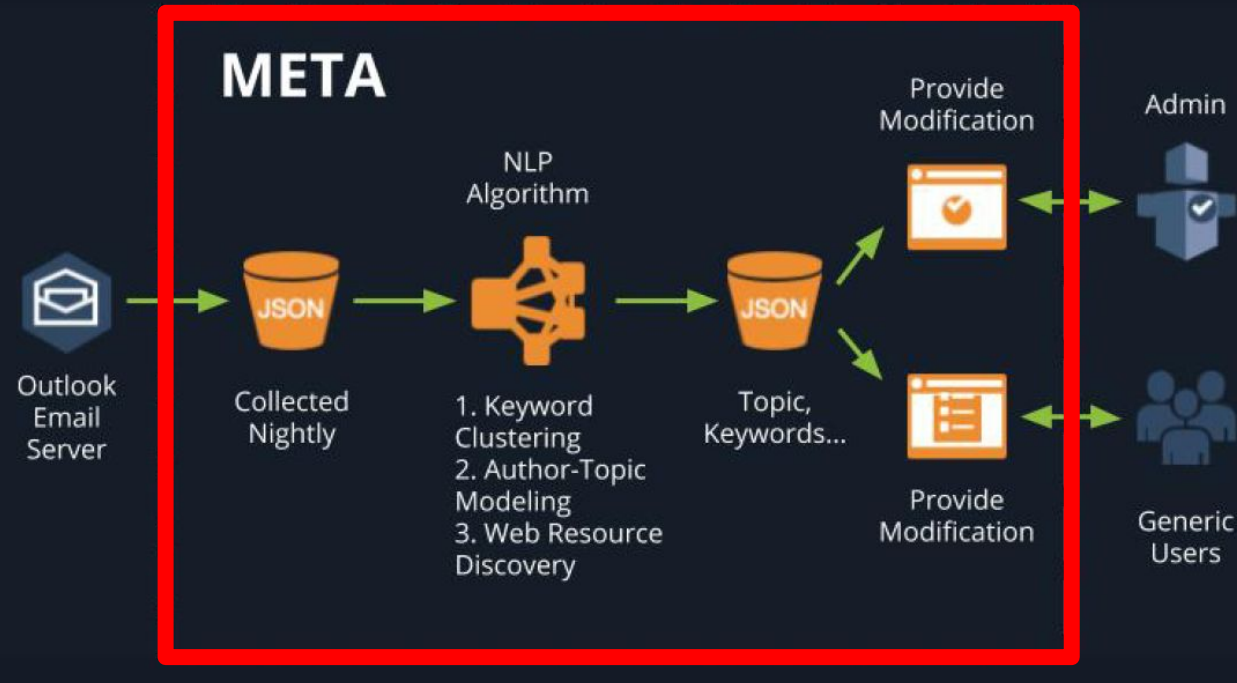 META
Outlook
Email
Server
JSON
Collected
Nightly
NLP
Algorithm
1. Keyword
Clustering
2. Author-Topic
Modeling
3. Web Resource
Discovery
JSON
Topic,
Keywords...
Provide
Modification
Provide
Modification
Admin
Generic
Users